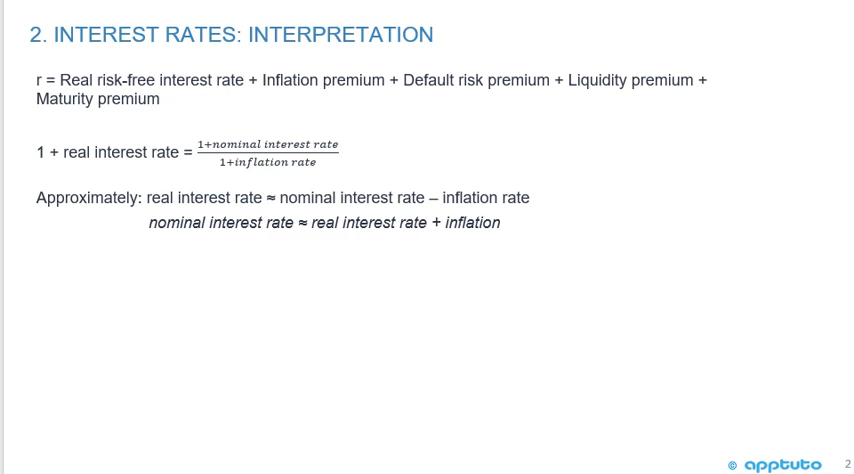 2. INTEREST RATES: INTERPRETATION
r = Real risk-free interest rate + Inflation premium + Default risk premium + Liquidity premium +
Maturity premium
1 + real interest rate = (1+nominal interest rate)/(1+inflation rate)
Approximately: real interest rate ≈ nominal interest rate – inflation rate
nominal interest rate ≈ real interest rate + inflation
© apptuto 2